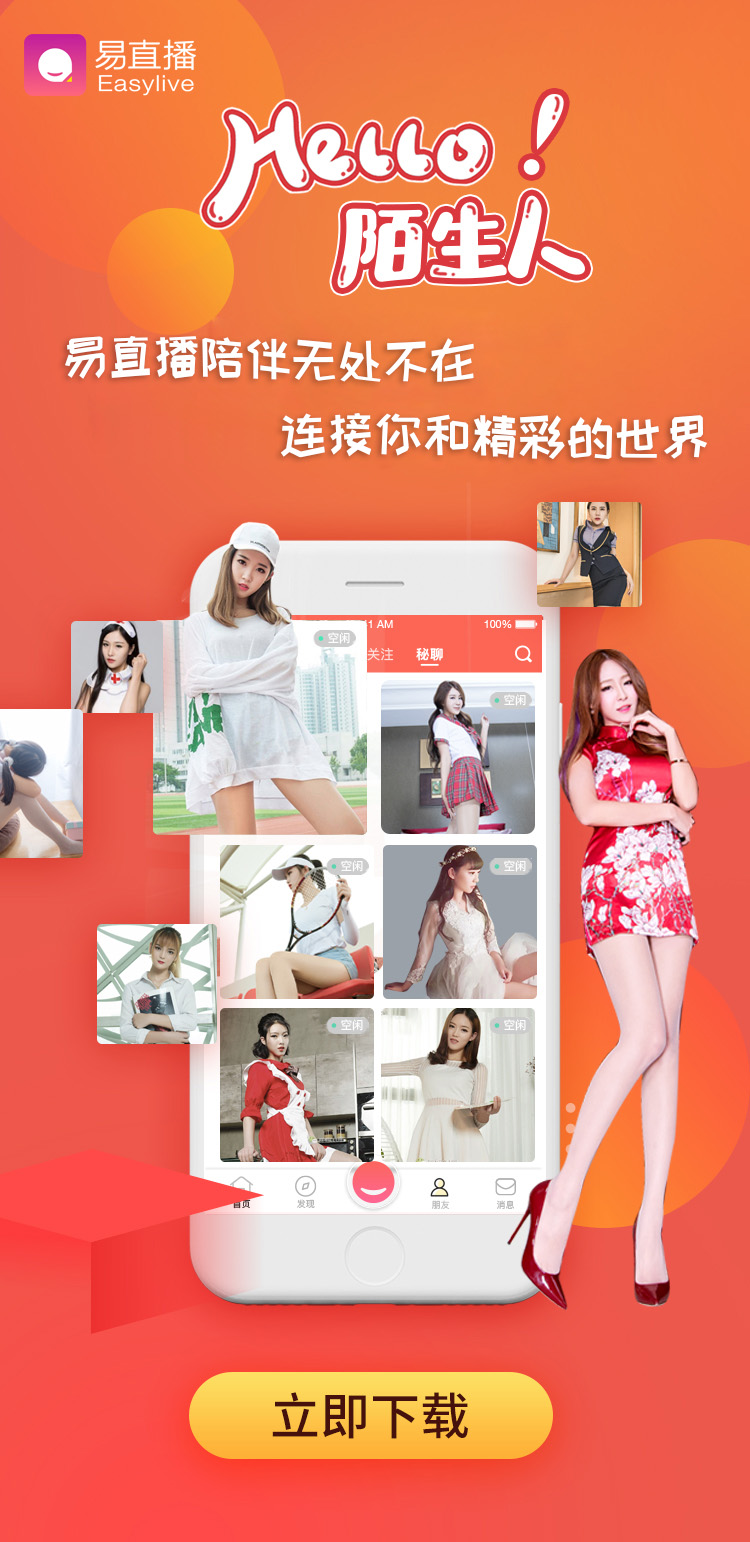 易直播
Easylive
Hello!
陌生人
易直播陪伴无处不在
连接你和精彩的世界
41 AM
100%
关注
秘聊
空闲
空闲
空闲
空闲
空闲
空闲
首页
发现
朋友
消息
立即下载